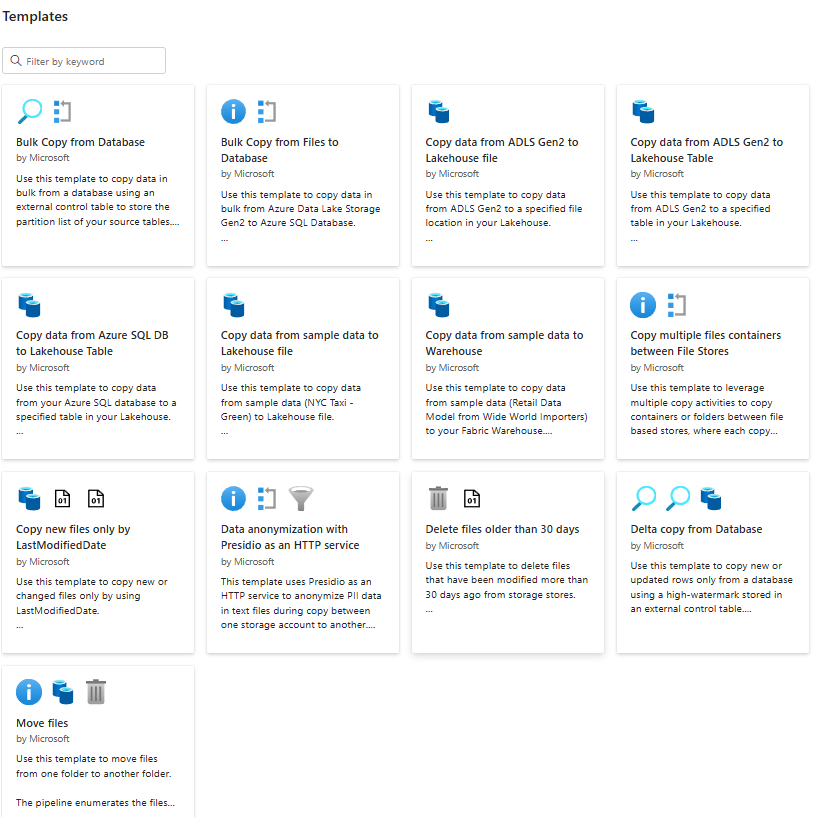 Templates
Filter by keyword
Bulk Copy from Database
by Microsoft
Use this template to copy data in
bulk from a database using an
external control table to store the
partition list of your source tables....
Bulk Copy from Files to
Database
by Microsoft
Use this template to copy data in
bulk from Azure Data Lake Storage
Gen2 to Azure SQL Database.
...
Copy data from ADLS Gen2 to
Lakehouse file
by Microsoft
Use this template to copy data
from ADLS Gen2 to a specified file
location in your Lakehouse.
...
Copy data from ADLS Gen2 to
Lakehouse Table
by Microsoft
Use this template to copy data
from ADLS Gen2 to a specified
table in your Lakehouse.
...
Copy data from Azure SQL DB
to Lakehouse Table
by Microsoft
Use this template to copy data
from your Azure SQL database to a
specified table in your Lakehouse.
...
Copy data from sample data to
Lakehouse file
by Microsoft
Use this template to copy data
from sample data (NYC Taxi -
Green) to Lakehouse file.
...
Copy data from sample data to
Warehouse
by Microsoft
Use this template to copy data
from sample data (Retail Data
Model from Wide World Importers)
to your Fabric Warehouse....
Copy multiple files containers
between File Stores
by Microsoft
Use this template to leverage
multiple copy activities to copy
containers or folders between file
based stores, where each copy...
01 01
Copy new files only by
LastModifiedDate
by Microsoft
Use this template to copy new or
changed files only by using
LastModifiedDate.
...
Data anonymization with
Presidio as an HTTP service
by Microsoft
This template uses Presidio as an
HTTP service to anonymize PII data
in text files during copy between
one storage account to another....
01
Delete files older than 30 days
by Microsoft
Use this template to delete files
that have been modified more than
30 days ago from storage stores.
...
Delta copy from Database
by Microsoft
Use this template to copy new or
updated rows only from a database
using a high-watermark stored in
an external control table....
Move files
by Microsoft
Use this template to move files
from one folder to another folder.
The pipeline enumerates the files...